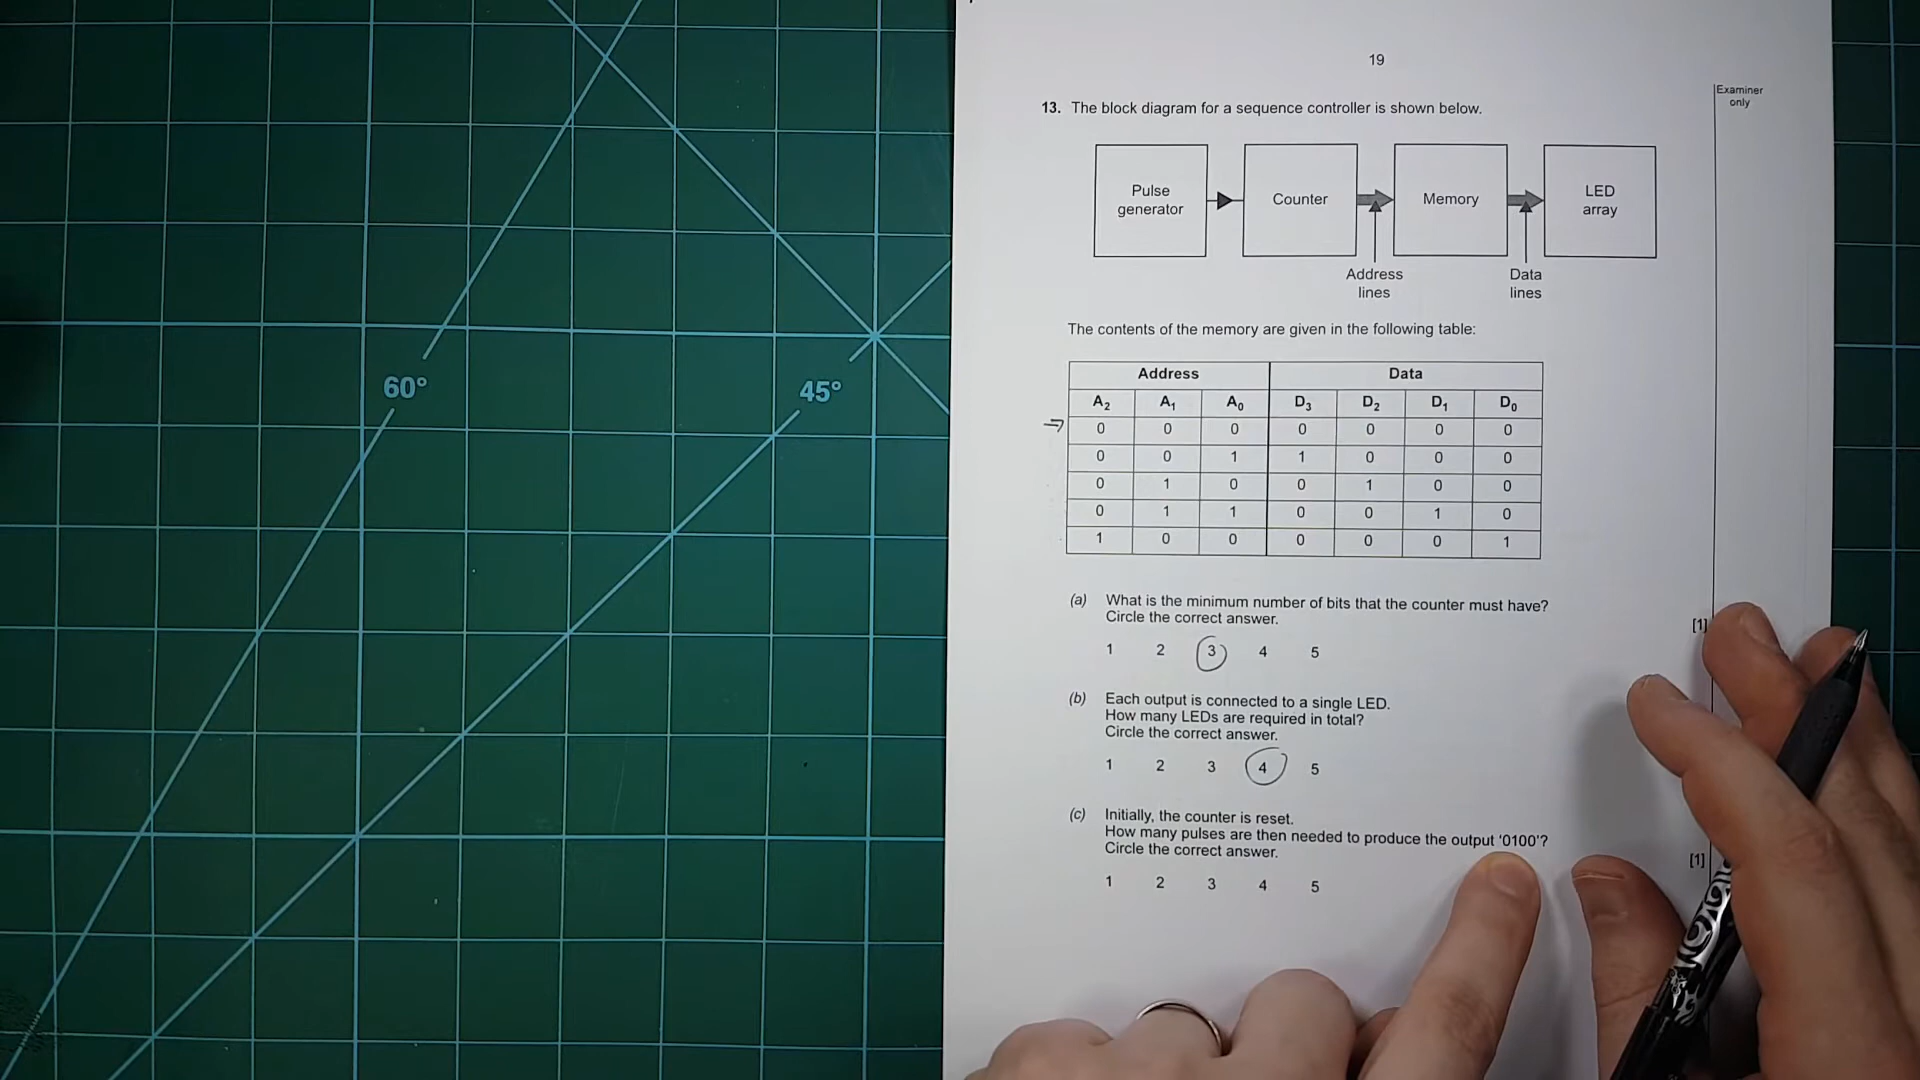 60°
45°
19
Examiner
only
13. The block diagram for a sequence controller is shown below.
Pulse
generator
Counter
Memory
LED
array
Address
lines
Data
lines
The contents of the memory are given in the following table:
Address Data
A₂ A₁ A₀ D₃ D₂ D₁ D₀
0 0 0 0 0 0 0
0 0 1 1 0 0 0
0 1 0 0 1 0 0
0 1 1 0 0 1 0
1 0 0 0 0 0 1
(a) What is the minimum number of bits that the counter must have?
Circle the correct answer.
[1]
1 2 3 4 5
(b) Each output is connected to a single LED.
How many LEDs are required in total?
Circle the correct answer.
1 2 3 4 5
(c) Initially, the counter is reset.
How many pulses are then needed to produce the output '0100'?
Circle the correct answer.
[1]
1 2 3 4 5